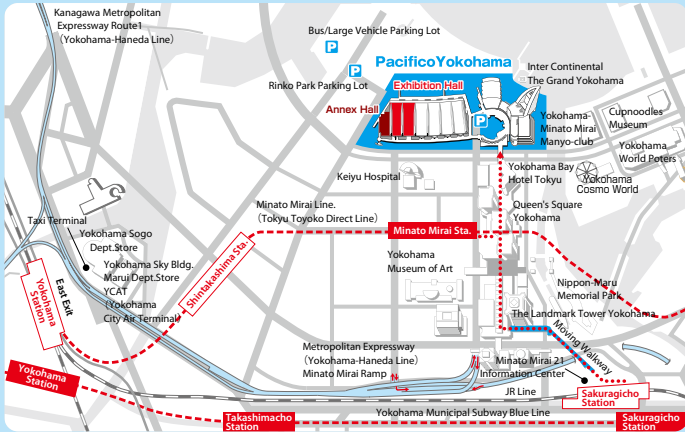 Kanagawa Metropolitan
Expressway Route1
(Yokohama-Haneda Line)
Bus/Large Vehicle Parking Lot
P
P
Rinko Park Parking Lot
PacificoYokohama
Exhibition Hall
Annex Hall
P
Inter Continental
The Grand Yokohama
Yokohama-
Minato Mirai
Manyo-club
Cupnoodles
Museum
Yokohama
World Poters
Yokohama
Cosmo World
Yokohama Bay
Hotel Tokyu
Keiyu Hospital
Queen's Square
Yokohama
Minato Mirai Line.
(Tokyu Toyoko Direct Line)
Minato Mirai Sta.
Shintakashima Sta.
Taxi Terminal
Yokohama Sogo
Dept.Store
Yokohama Sky Bldg.
Marui Dept.Store
YCAT
(Yokohama
City Air Terminal)
East Exit
Yokohama
Station
Yokohama
Museum of Art
Nippon-Maru
Memorial Park
The Landmark Tower Yokohama
Moving Walkway
Metropolitan Expressway
(Yokohama-Haneda Line)
Minato Mirai Ramp
Minato Mirai 21
Information Center
JR Line
Sakuragicho
Station
Yokohama
Station
Takashimacho
Station
Yokohama Municipal Subway Blue Line
Sakuragicho
Station